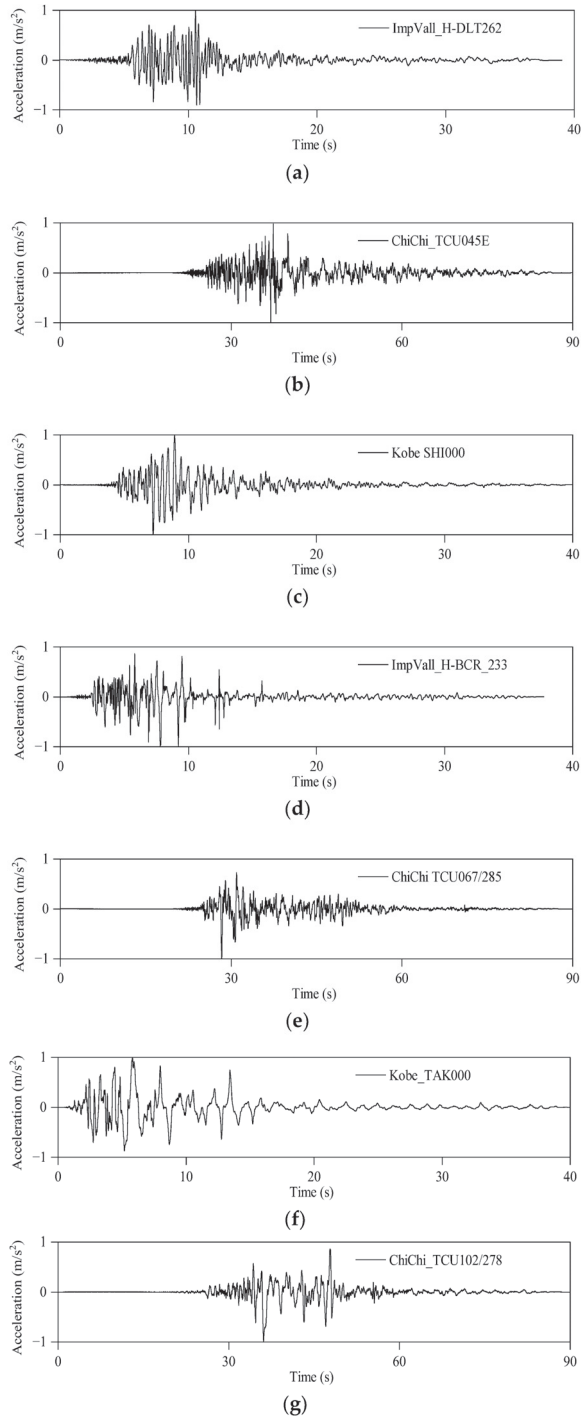 1
ImpVall_H-DLT262
Acceleration (m/s²)
0
−1
0 10 20 30 40
Time (s)
(a)
1
ChiChi_TCU045E
Acceleration (m/s²)
0
−1
0 30 60 90
Time (s)
(b)
1
Kobe SHI000
Acceleration (m/s²)
0
−1
0 10 20 30 40
Time (s)
(c)
1
ImpVall_H-BCR_233
Acceleration (m/s²)
0
−1
0 10 20 30 40
Time (s)
(d)
1
ChiChi TCU067/285
Acceleration (m/s²)
0
−1
0 30 60 90
Time (s)
(e)
1
Kobe_TAK000
Acceleration (m/s²)
0
−1
0 10 20 30 40
Time (s)
(f)
1
ChiChi_TCU102/278
Acceleration (m/s²)
0
−1
0 30 60 90
Time (s)
(g)